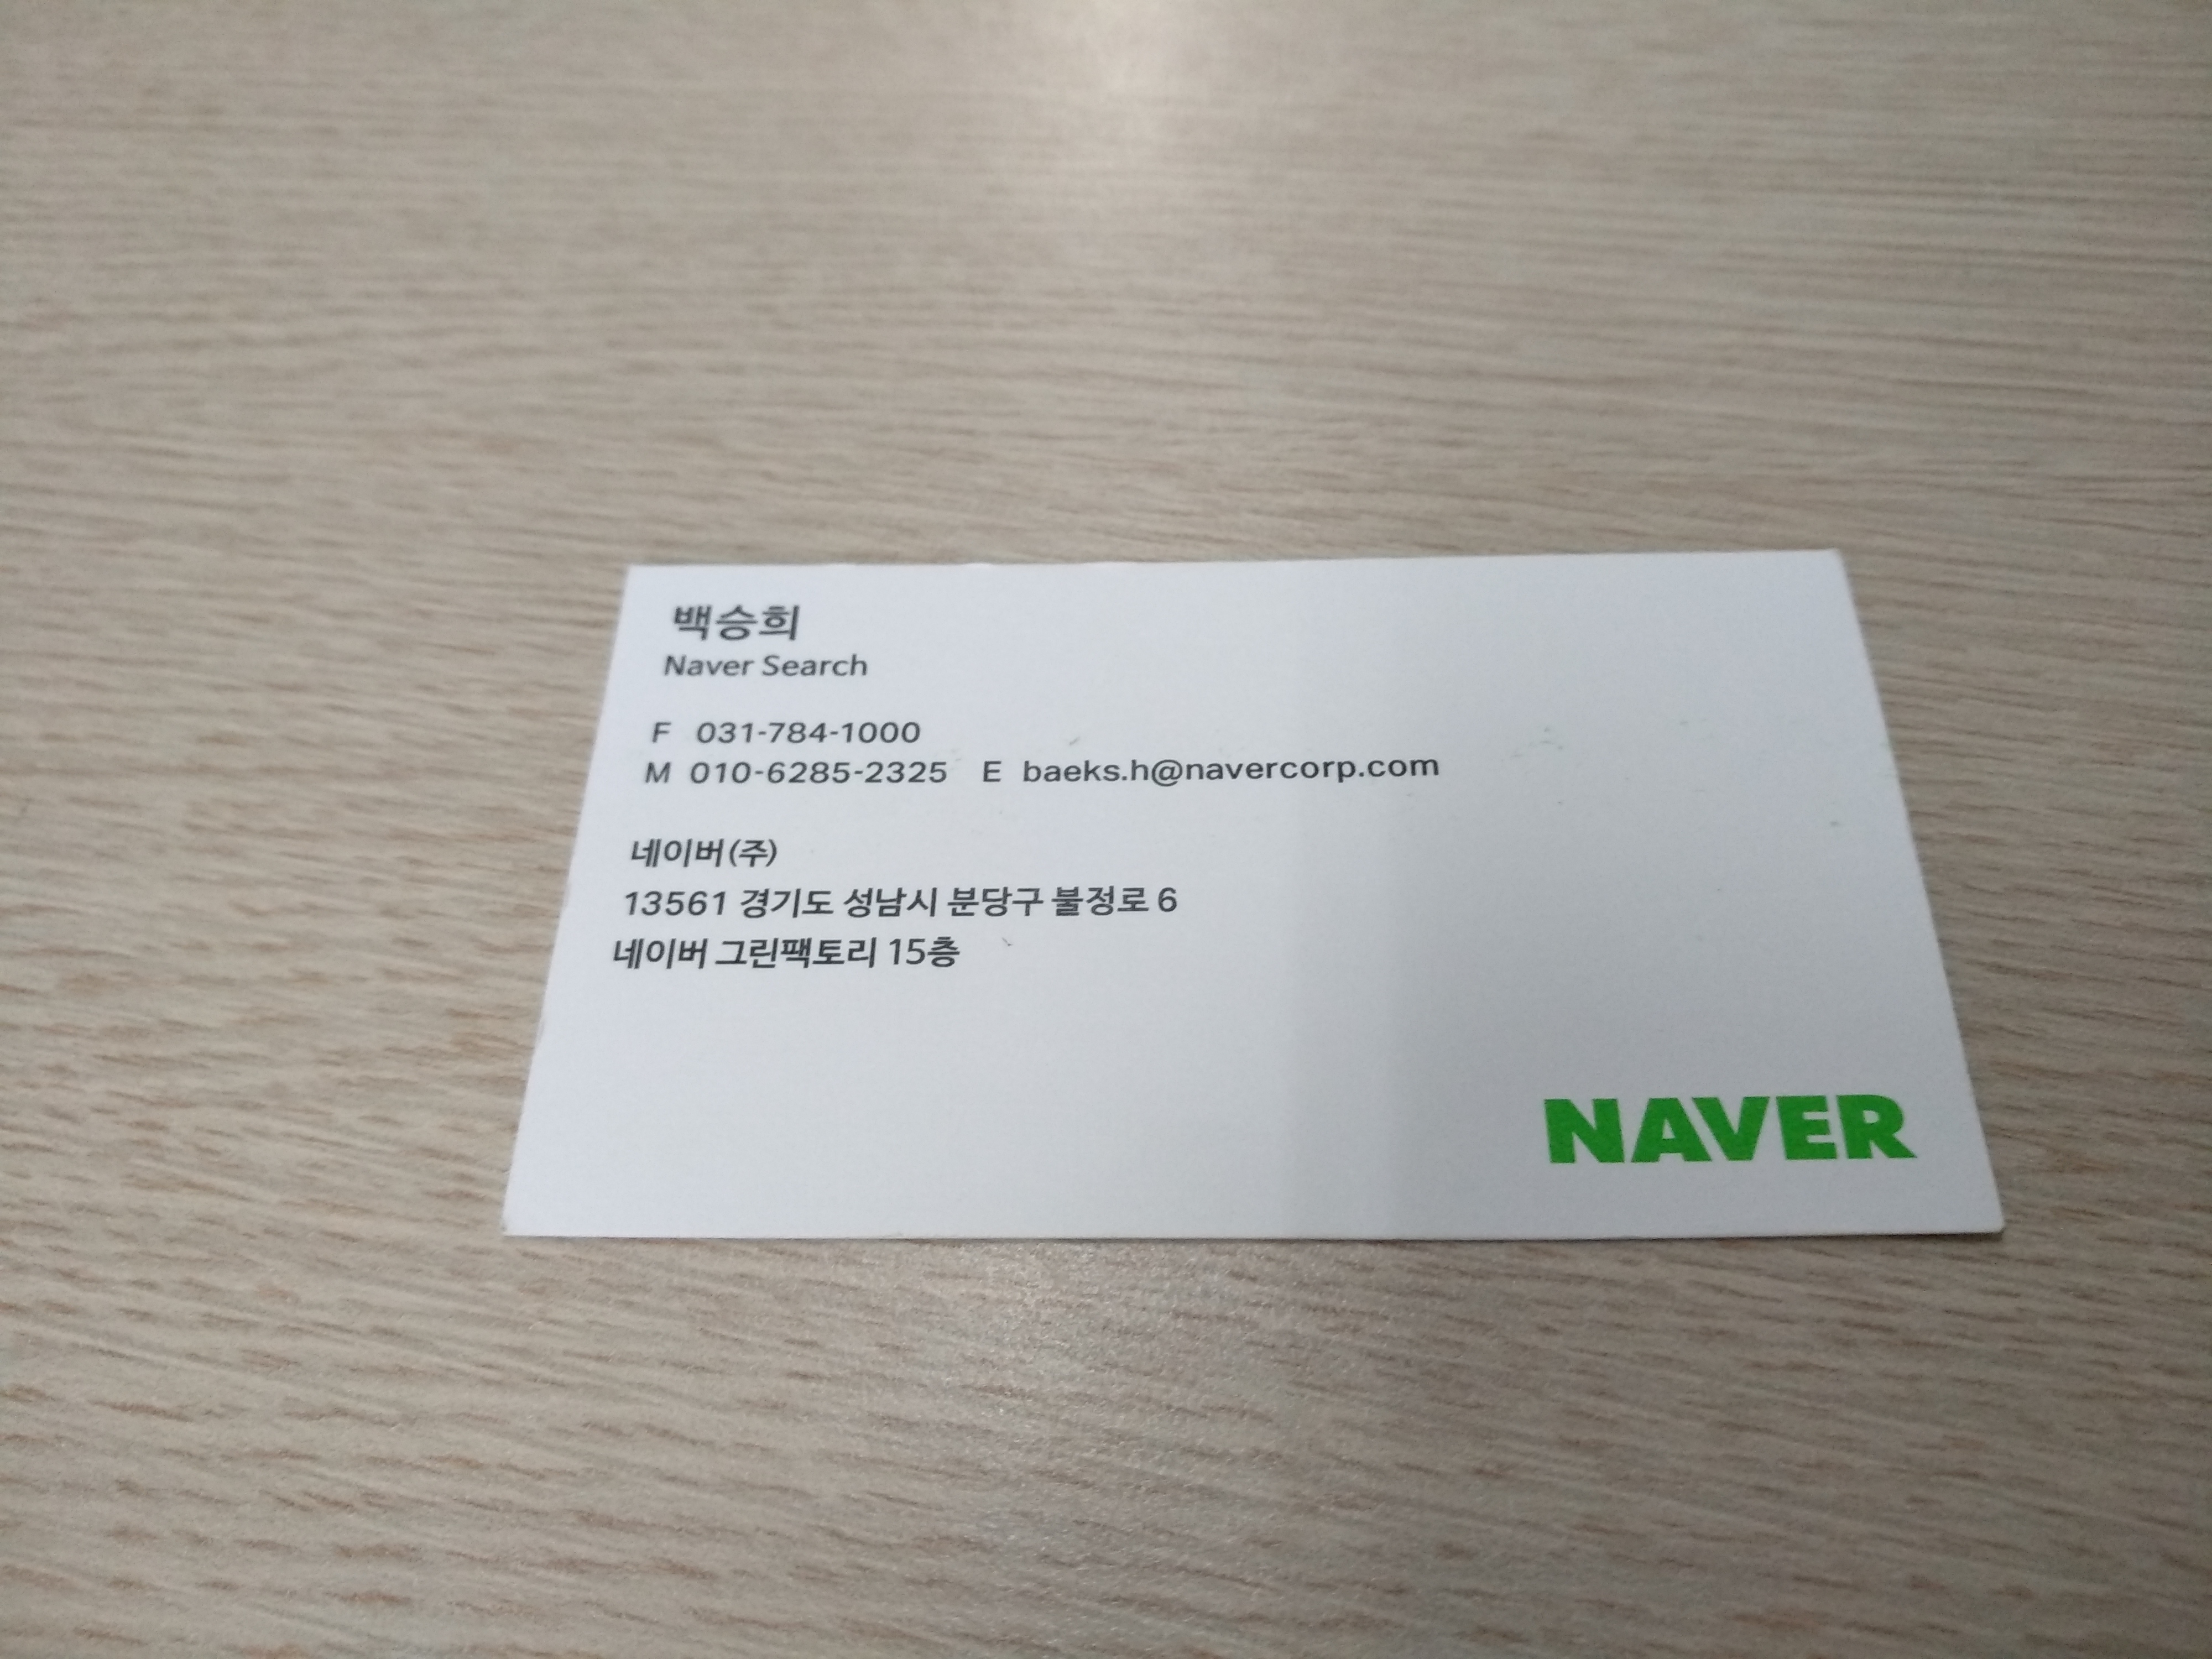 백승희
Naver Search
F 031-784-1000
M 010-6285-2325 E baeks.h@navercorp.com
네이버(주)
13561 경기도 성남시 분당구 불정로 6
네이버 그린팩토리 15층
NAVER